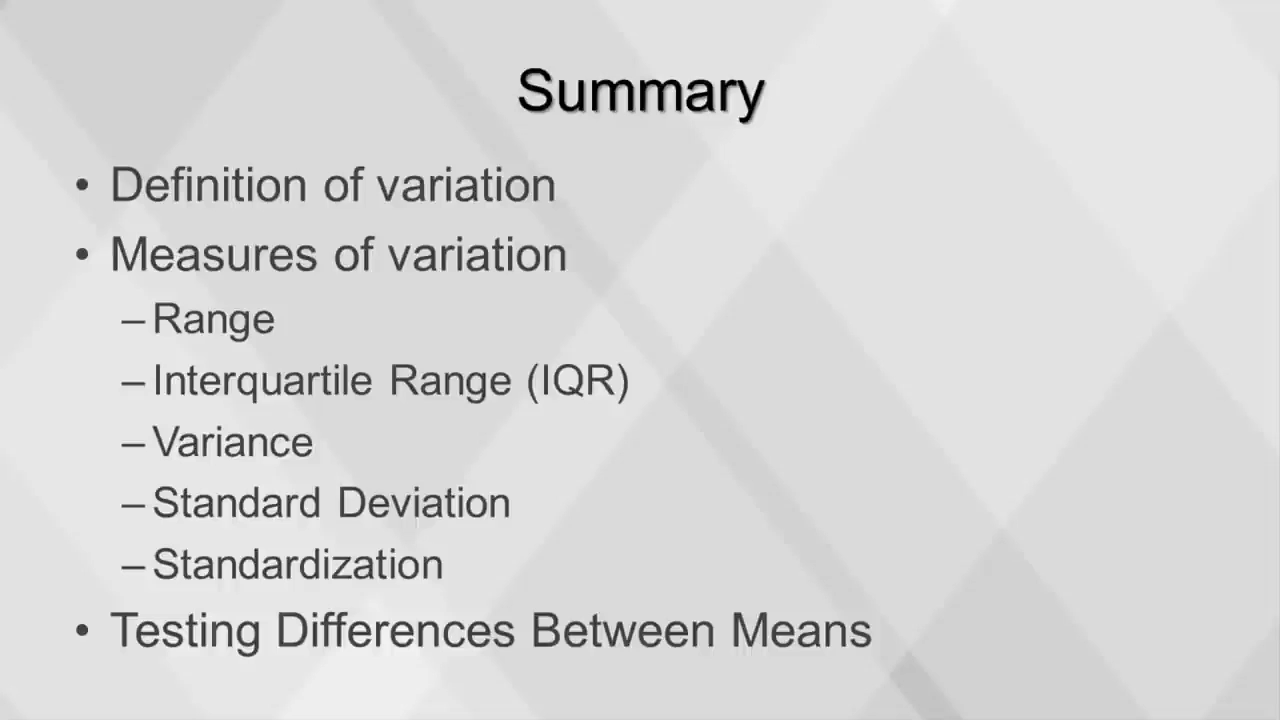 Summary
• Definition of variation
• Measures of variation
– Range
– Interquartile Range (IQR)
– Variance
– Standard Deviation
– Standardization
• Testing Differences Between Means